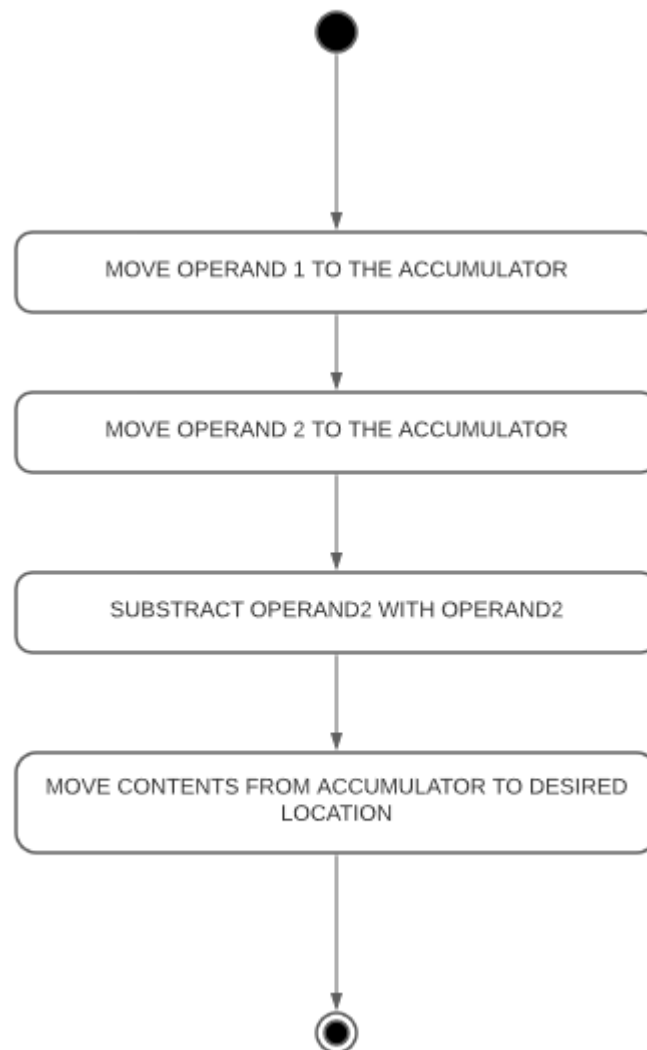 MOVE OPERAND 1 TO THE ACCUMULATOR
MOVE OPERAND 2 TO THE ACCUMULATOR
SUBSTRACT OPERAND2 WITH OPERAND2
MOVE CONTENTS FROM ACCUMULATOR TO DESIRED
LOCATION